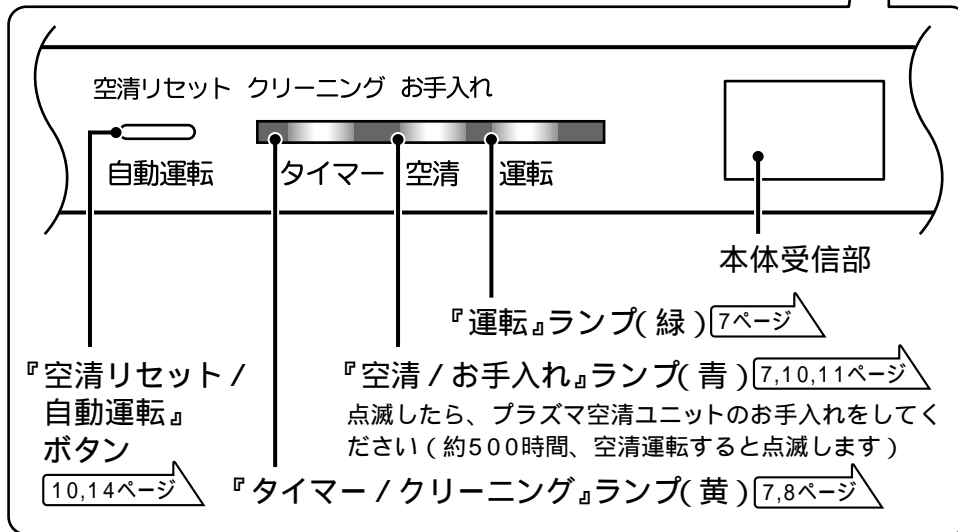 空清リセット クリーニング お手入れ
自動運転 タイマー 空清 運転
本体受信部
『運転』ランプ(緑) 7ページ
『空清リセット/
自動運転』
ボタン
10,14ページ
『空清/お手入れ』ランプ(青) 7,10,11ページ
点滅したら、プラズマ空清ユニットのお手入れをしてく
ださい(約500時間、空清運転すると点滅します)
『タイマー/クリーニング』ランプ(黄) 7,8ページ